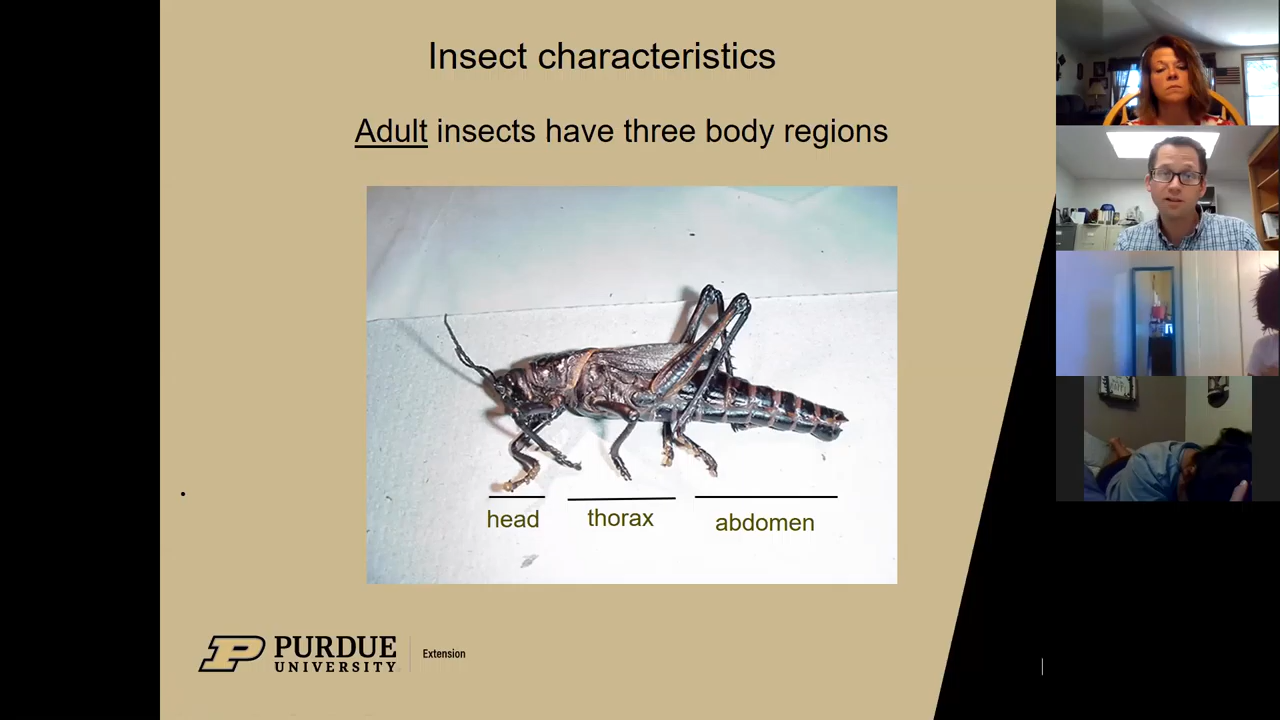 Insect characteristics
Adult insects have three body regions
head
thorax
abdomen
PURDUE
UNIVERSITY
Extension